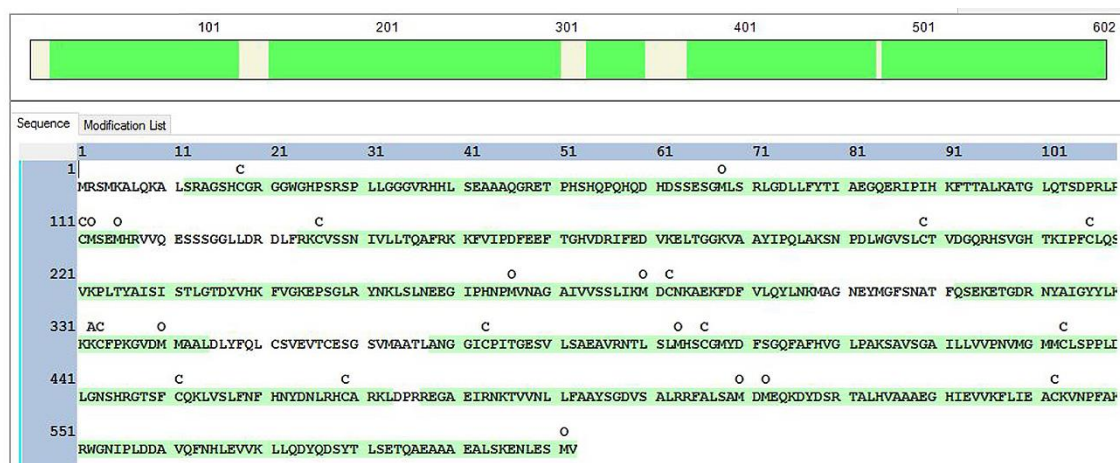 101 201 301 401 501 602
Sequence Modification List
1 11 21 31 41 51 61 71 81 91 101
C O
1 MRSMKALQKA LSRAGSHCGR GGWGHPSRSP LLGGGVRHHL SEAAAQGRET PHSHQPQHQD HDSSESGMLS RLGDLLFYTI AEGQERIPIH KFTTALKATG LQTSDPRL
CO O C C C
111 CMSEMHRVVQ ESSSGGLLDR DLFRKCVSSN IVLLTQAFRK KFVIPDFEEF TGHVDRIFED VKELTGGKVA AYIPQLAKSN PDLWGVSLCT VDGQRHSVGH TKIPFCLQS
O O C
221 VKPLTYAISI STLGTDYVHK FVGKEPSGLR YNKLSLNEEG IPHNPMVNAG AIVVSSLIKM DCNKAEKFDF VLQYLNKMAG NEYMGFSNAT FQSEKETGDR NYAIGYYL
AC O C O C C
331 KKCFPKGVDM MAALDLYFQL CSVEVTCESG SVMAATLANG GICPITGESV LSAEAVRNTL SLMHSCGMYD FSGQFAFHVG LPAKSAVSGA ILLVVPNVMG MMCLSPPL
C C O O C
441 LGNSHRGTSF CQKLVSLFNF HNYDNLRHCA RKLDPRREGA EIRNKTVVNL LFAAYSGDVS ALRRFALSAM DMEQKDYDSR TALHVAAAEG HIEVVKFLIE ACKVNPFA
O
551 RWGNIPLDDA VQFNHLEVVK LLQDYQDSYT LSETQAEAAA EALSKENLES MV